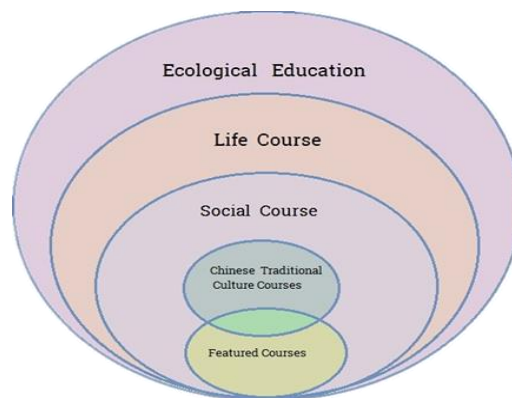 Ecological Education
Life Course
Social Course
Chinese Traditional
Culture Courses
Featured Courses